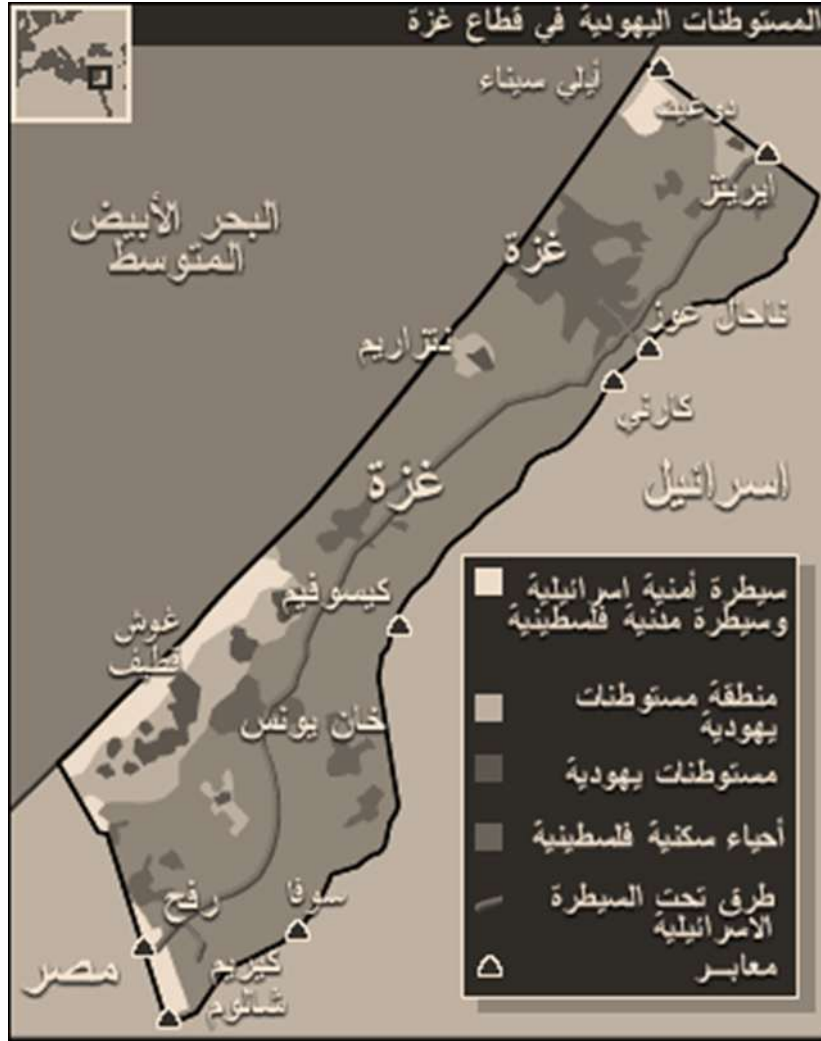 المستوطنات اليهودية في قطاع غزة
أيلي سيناء
دوغيت
ايريتز
البحر الأبيض
المتوسط
غزة
ناحال عوز
نتزاريم
كارني
غزة
اسرائيل
كيسوفيم
غوش
قطيف
خان يونس
سوفا
رفح
كيريم
شالوم
مصر
سيطرة أمنية اسرائيلية
وسيطرة مدنية فلسطينية
منطقة مستوطنات
يهودية
مستوطنات يهودية
أحياء سكنية فلسطينية
طرق تحت السيطرة
الاسرائيلية
معابر